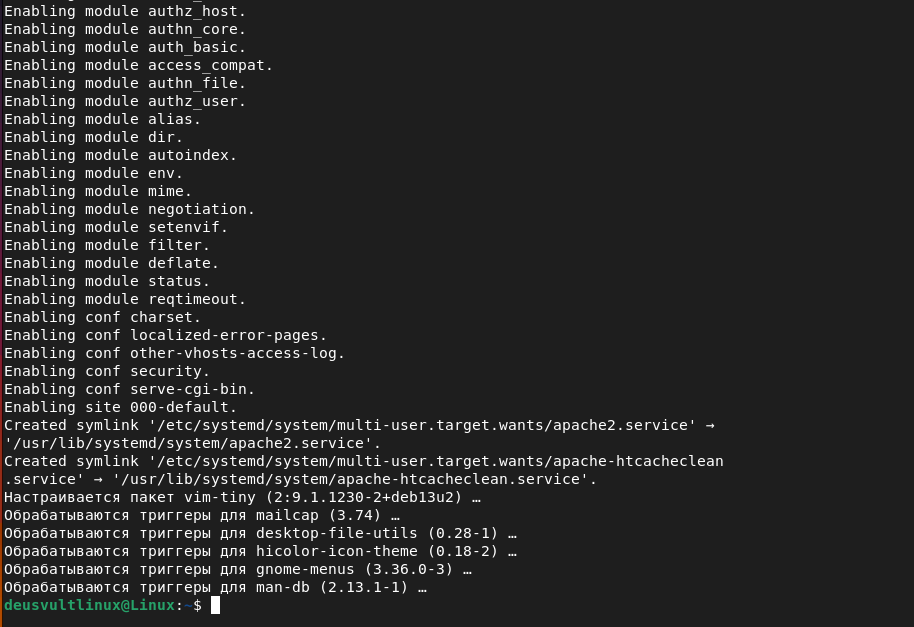 Enabling module authz_host.
Enabling module authn_core.
Enabling module auth_basic.
Enabling module access_compat.
Enabling module authn_file.
Enabling module authz_user.
Enabling module alias.
Enabling module dir.
Enabling module autoindex.
Enabling module env.
Enabling module mime.
Enabling module negotiation.
Enabling module setenvif.
Enabling module filter.
Enabling module deflate.
Enabling module status.
Enabling module reqtimeout.
Enabling conf charset.
Enabling conf localized-error-pages.
Enabling conf other-vhosts-access-log.
Enabling conf security.
Enabling conf serve-cgi-bin.
Enabling site 000-default.
Created symlink '/etc/systemd/system/multi-user.target.wants/apache2.service' →
'/usr/lib/systemd/system/apache2.service'.
Created symlink '/etc/systemd/system/multi-user.target.wants/apache-htcacheclean
.service' → '/usr/lib/systemd/system/apache-htcacheclean.service'.
Настраивается пакет vim-tiny (2:9.1.1230-2+deb13u2) …
Обрабатываются триггеры для mailcap (3.74) …
Обрабатываются триггеры для desktop-file-utils (0.28-1) …
Обрабатываются триггеры для hicolor-icon-theme (0.18-2) …
Обрабатываются триггеры для gnome-menus (3.36.0-3) …
Обрабатываются триггеры для man-db (2.13.1-1) …
deusvultlinux@Linux:~$